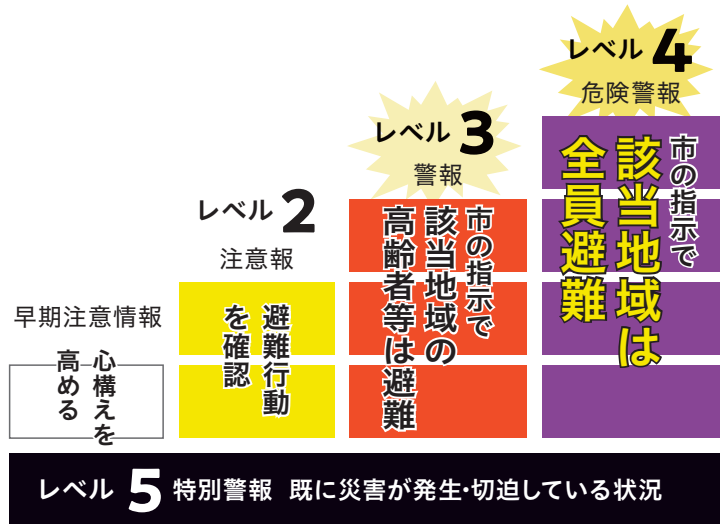 早期注意情報
心構えを
高める
レベル 2
注意報
避難行動
を確認
レベル 3
警報
市の指示で
該当地域の
高齢者等は避難
レベル 4
危険警報
市の指示で
該当地域は
全員避難
レベル 5 特別警報 既に災害が発生・切迫している状況